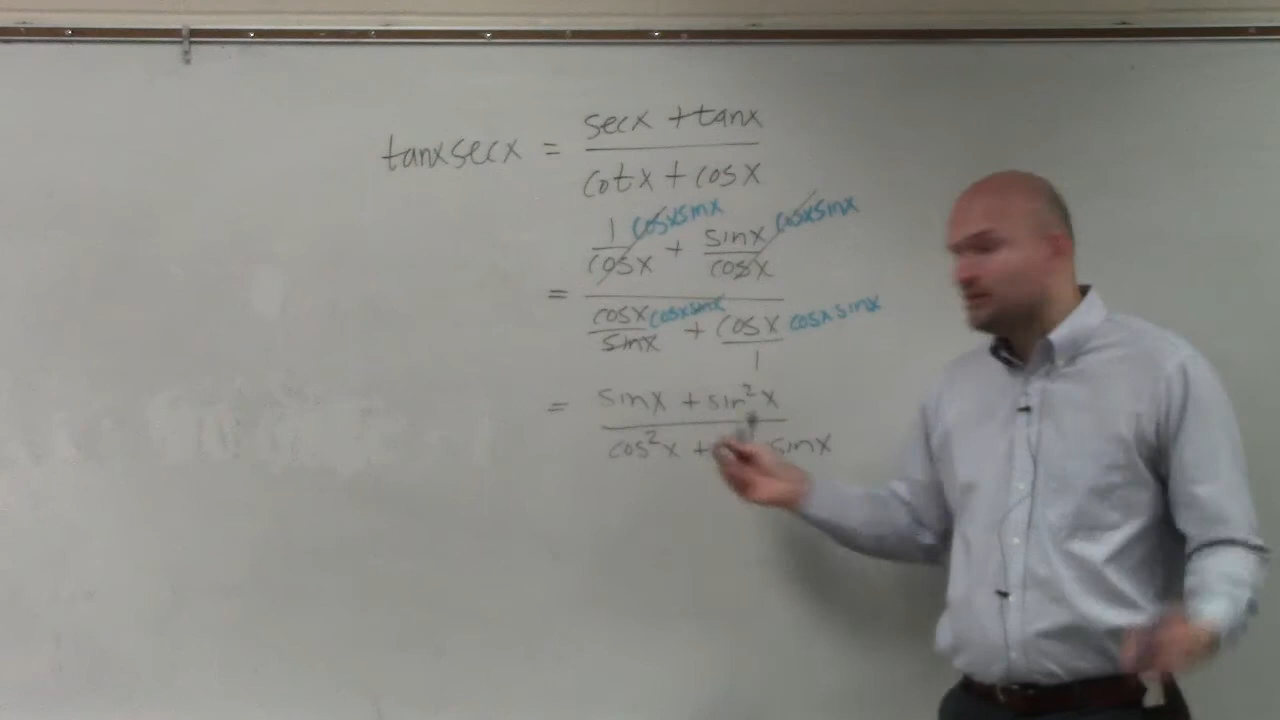 tanxsecx = secx + tanx
cotx + cosx
1 cosxsinx + sinx cosxsinx
cosx cosx
=
cosx cosxsinx + cosx cosxsinx
sinx 1
= sinx + sin²x
cos²x + sinx